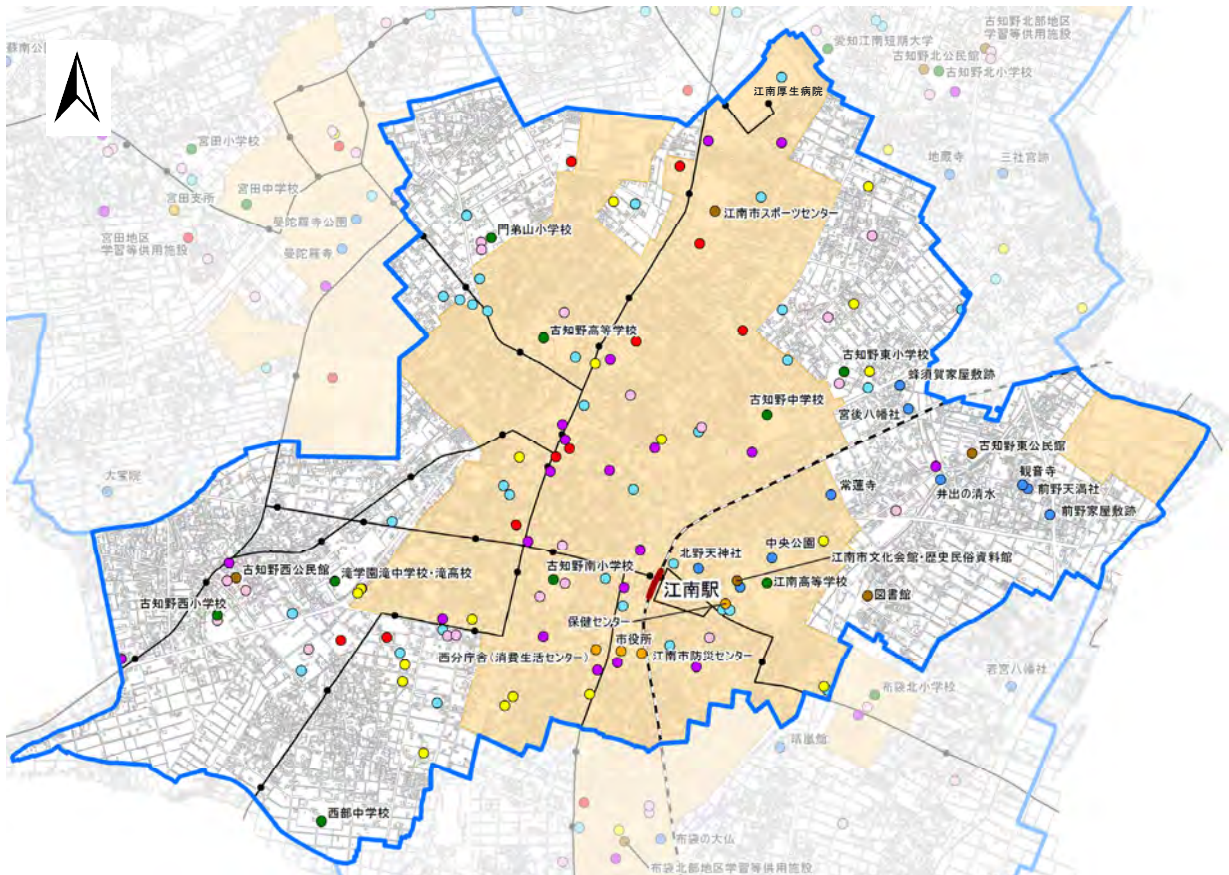 愛知江南短期大学
古知野北部地区
学習等供用施設
古知野北公民館
古知野北小学校
蘇南公
江南厚生病院
宮田小学校
地蔵寺
三社宮跡
宮田中学校
宮田支所
曼陀羅寺公園
江南市スポーツセンター
門弟山小学校
宮田地区
学習等供用施設
曼陀羅寺
古知野高等学校
古知野東小学校
蜂須賀家屋敷跡
古知野中学校
宮後八幡社
古知野東公民館
大宝院
観音寺
前野天満社
常蓮寺
井出の清水
前野家屋敷跡
北野天神社
中央公園
江南市文化会館・歴史民俗資料館
古知野西公民館
滝学園滝中学校・滝高校
古知野南小学校
江南駅
江南高等学校
図書館
古知野西小学校
保健センター
市役所
西分庁舎(消費生活センター)
江南市防災センター
若宮八幡社
布袋北小学校
晴嵐館
西部中学校
布袋の大仏
布袋北部地区学習等供用施設